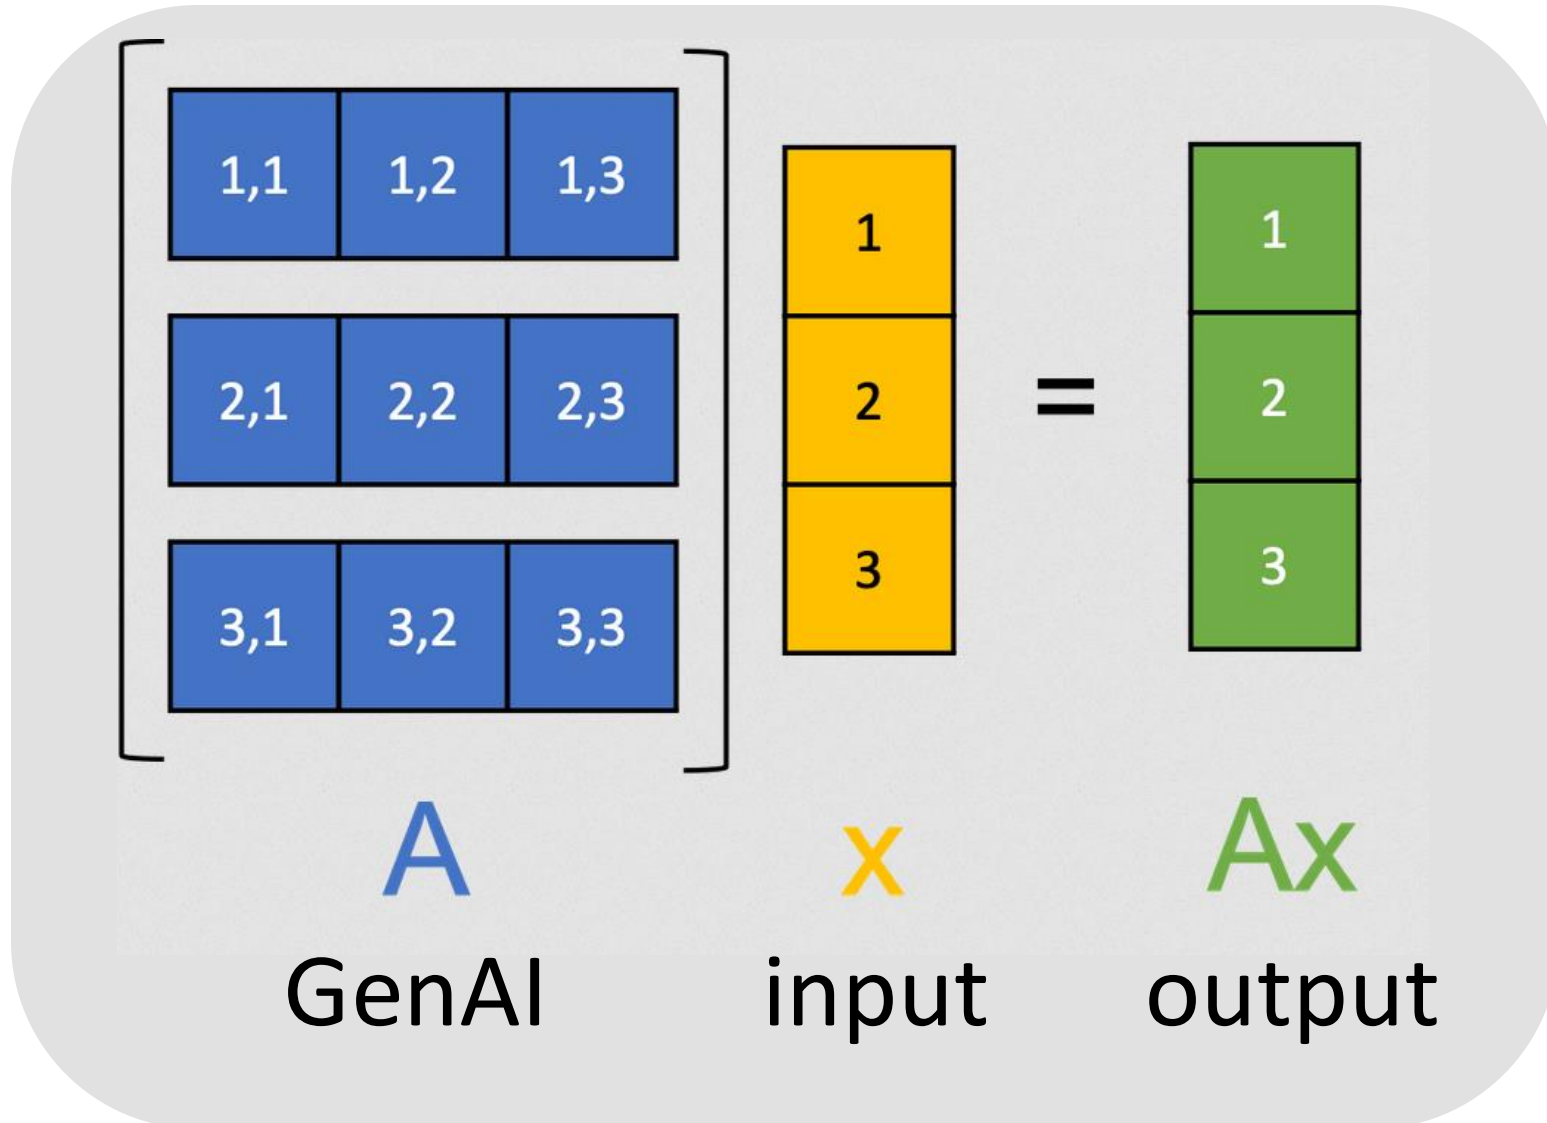 1,1 1,2 1,3
2,1 2,2 2,3
3,1 3,2 3,3
1
2
3
=
1
2
3
A x Ax
GenAI input output